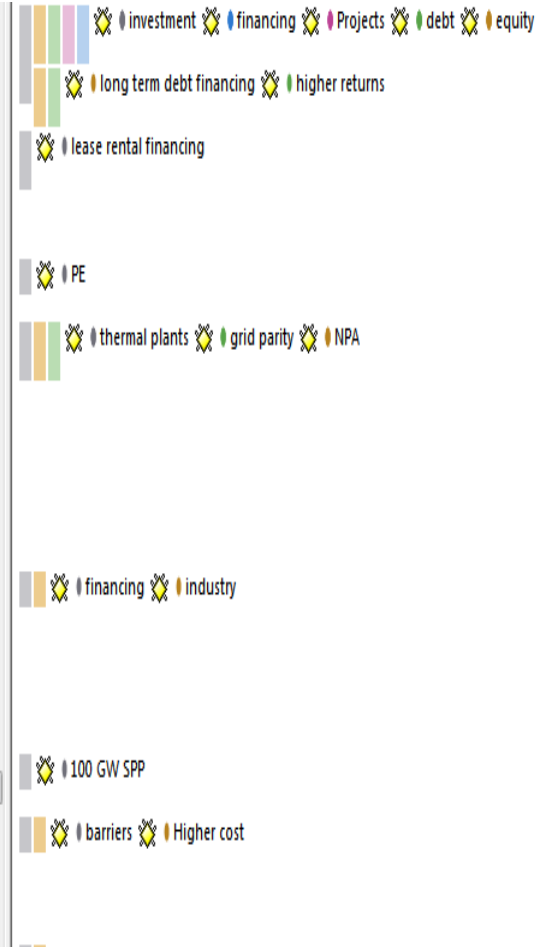 investment financing Projects debt equity
long term debt financing higher returns
lease rental financing
PE
thermal plants grid parity NPA
financing industry
100 GW SPP
barriers Higher cost